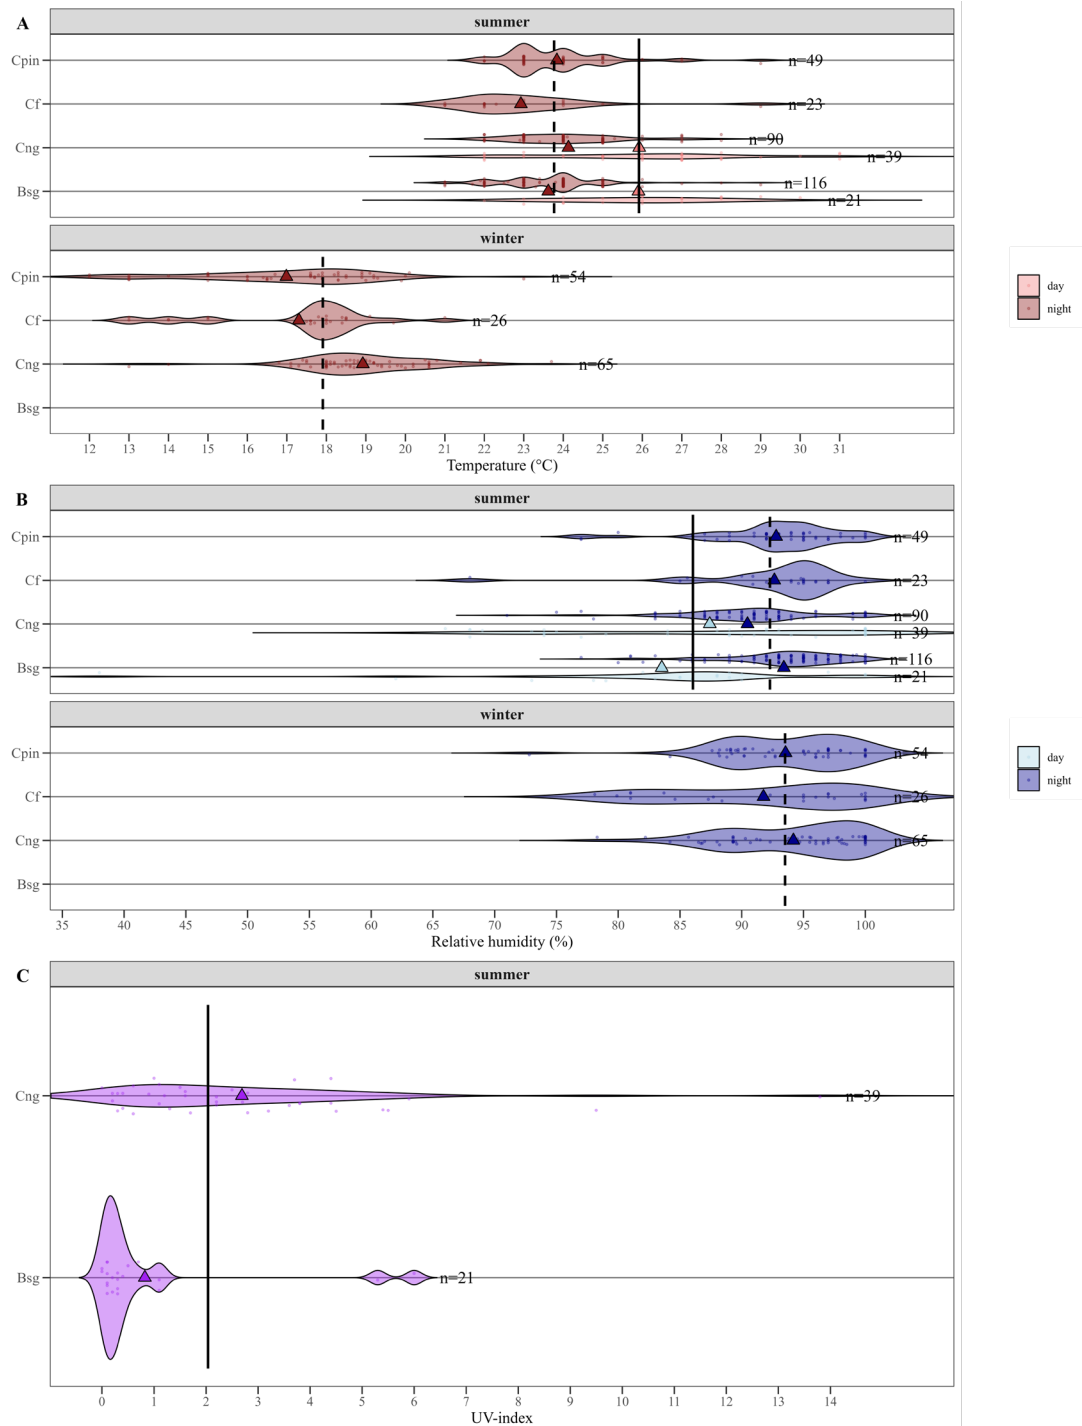 A
summer
Cpin n=49
Cf n=23
Cng n=90
n=39
Bsg n=116
n=21
winter
Cpin n=54
Cf n=26
Cng n=65
Bsg
12 13 14 15 16 17 18 19 20 21 22 23 24 25 26 27 28 29 30 31
Temperature (°C)
day
night
B
summer
Cpin n=49
Cf n=23
Cng n=90
n=39
Bsg n=116
n=21
winter
Cpin n=54
Cf n=26
Cng n=65
Bsg
35 40 45 50 55 60 65 70 75 80 85 90 95 100
Relative humidity (%)
day
night
C
summer
Cng n=39
Bsg n=21
0 1 2 3 4 5 6 7 8 9 10 11 12 13 14
UV-index